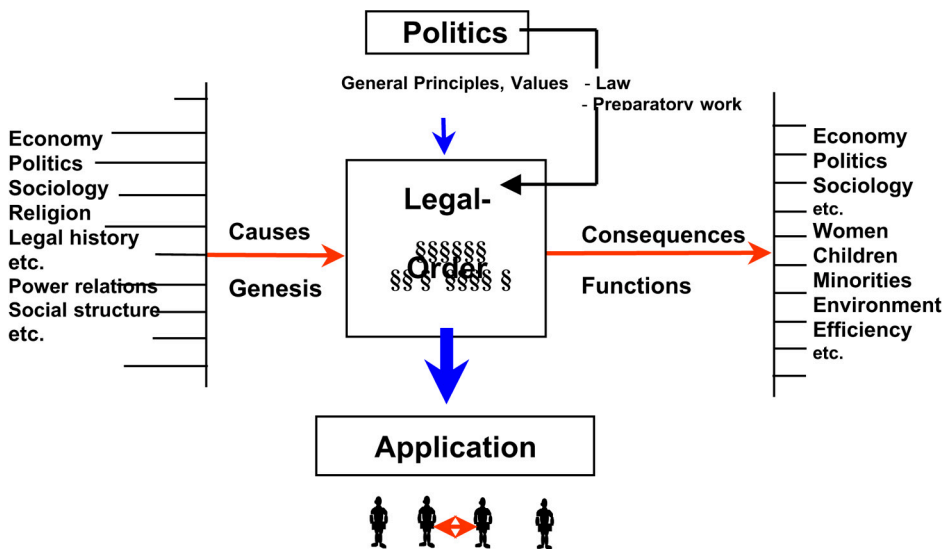 Politics
General Principles, Values - Law
- Preparatory work
Economy
Politics
Sociology
Religion
Legal history
etc.
Power relations
Social structure
etc.
Causes
Genesis
Legal-
§§§§§§
Order
§§ § §§§§ §
Consequences
Functions
Economy
Politics
Sociology
etc.
Women
Children
Minorities
Environment
Efficiency
etc.
Application